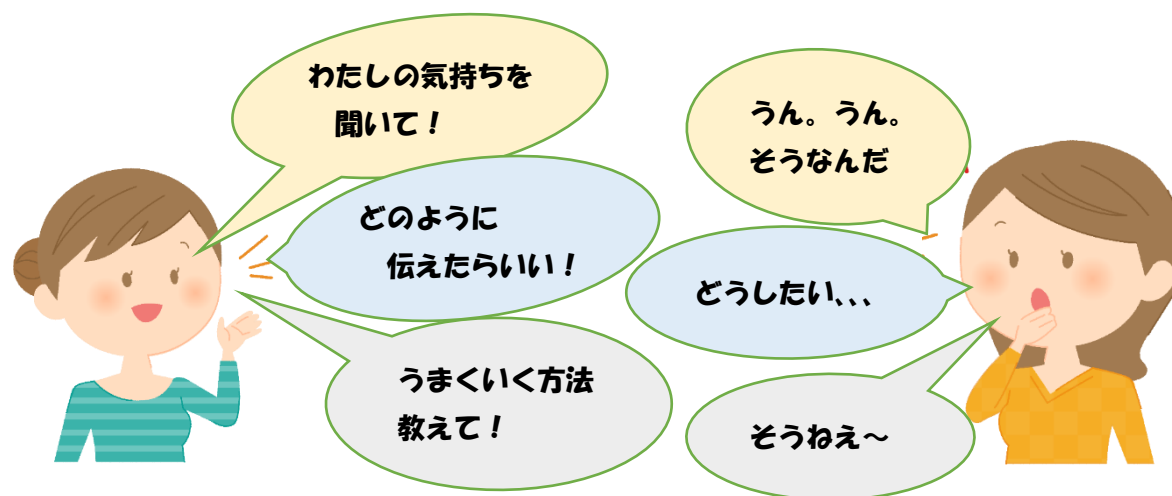 わたしの気持ちを
聞いて！
どのように
伝えたらいい！
うまくいく方法
教えて！
うん。うん。
そうなんだ
どうしたい、、、
そうねえ～